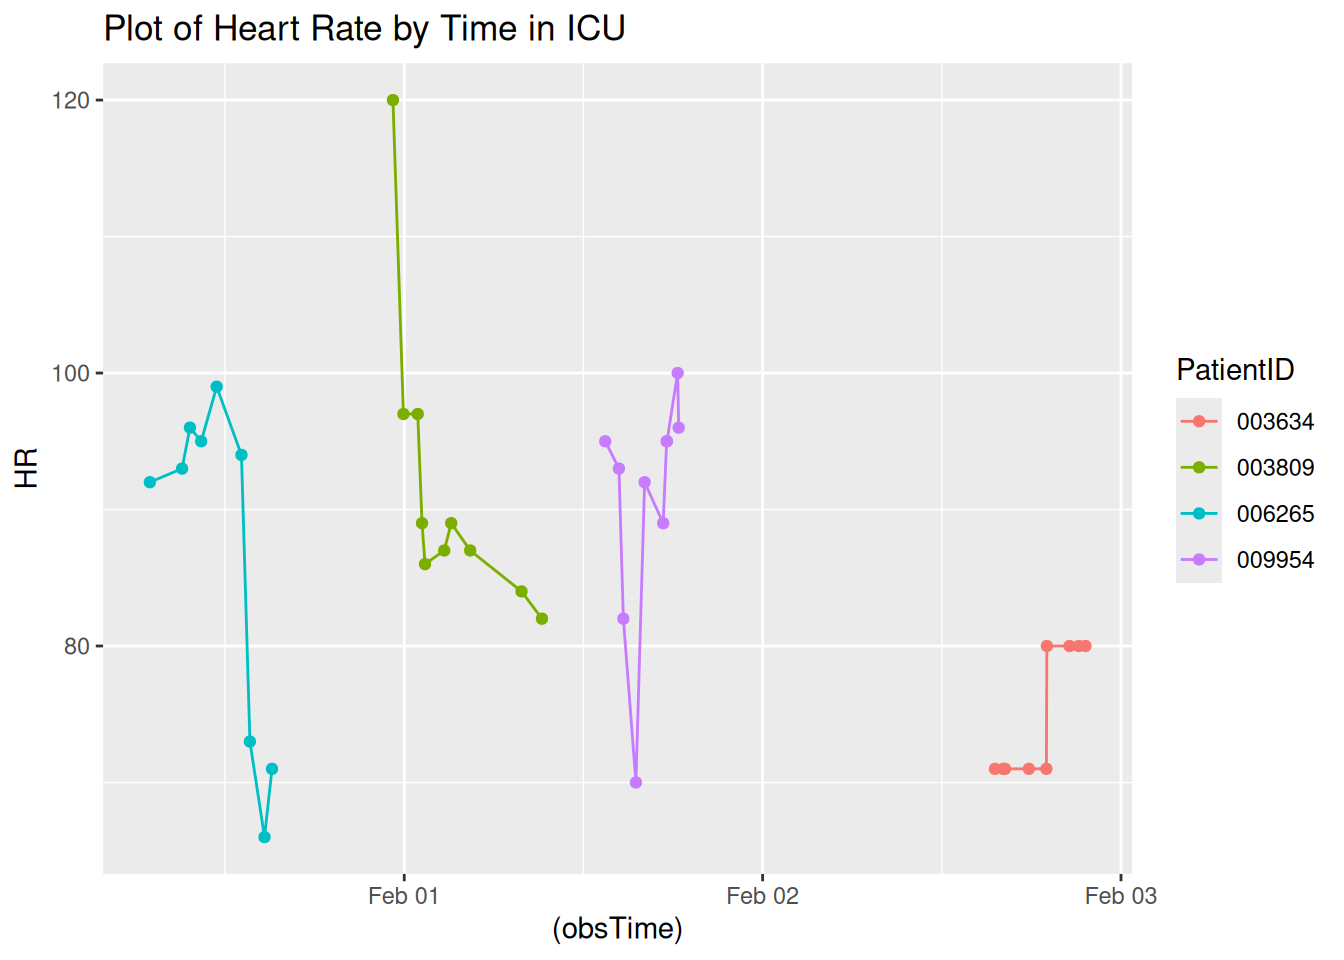 Plot of Heart Rate by Time in ICU
120
100
80
HR
Feb 01
Feb 02
Feb 03
(obsTime)
PatientID
003634
003809
006265
009954